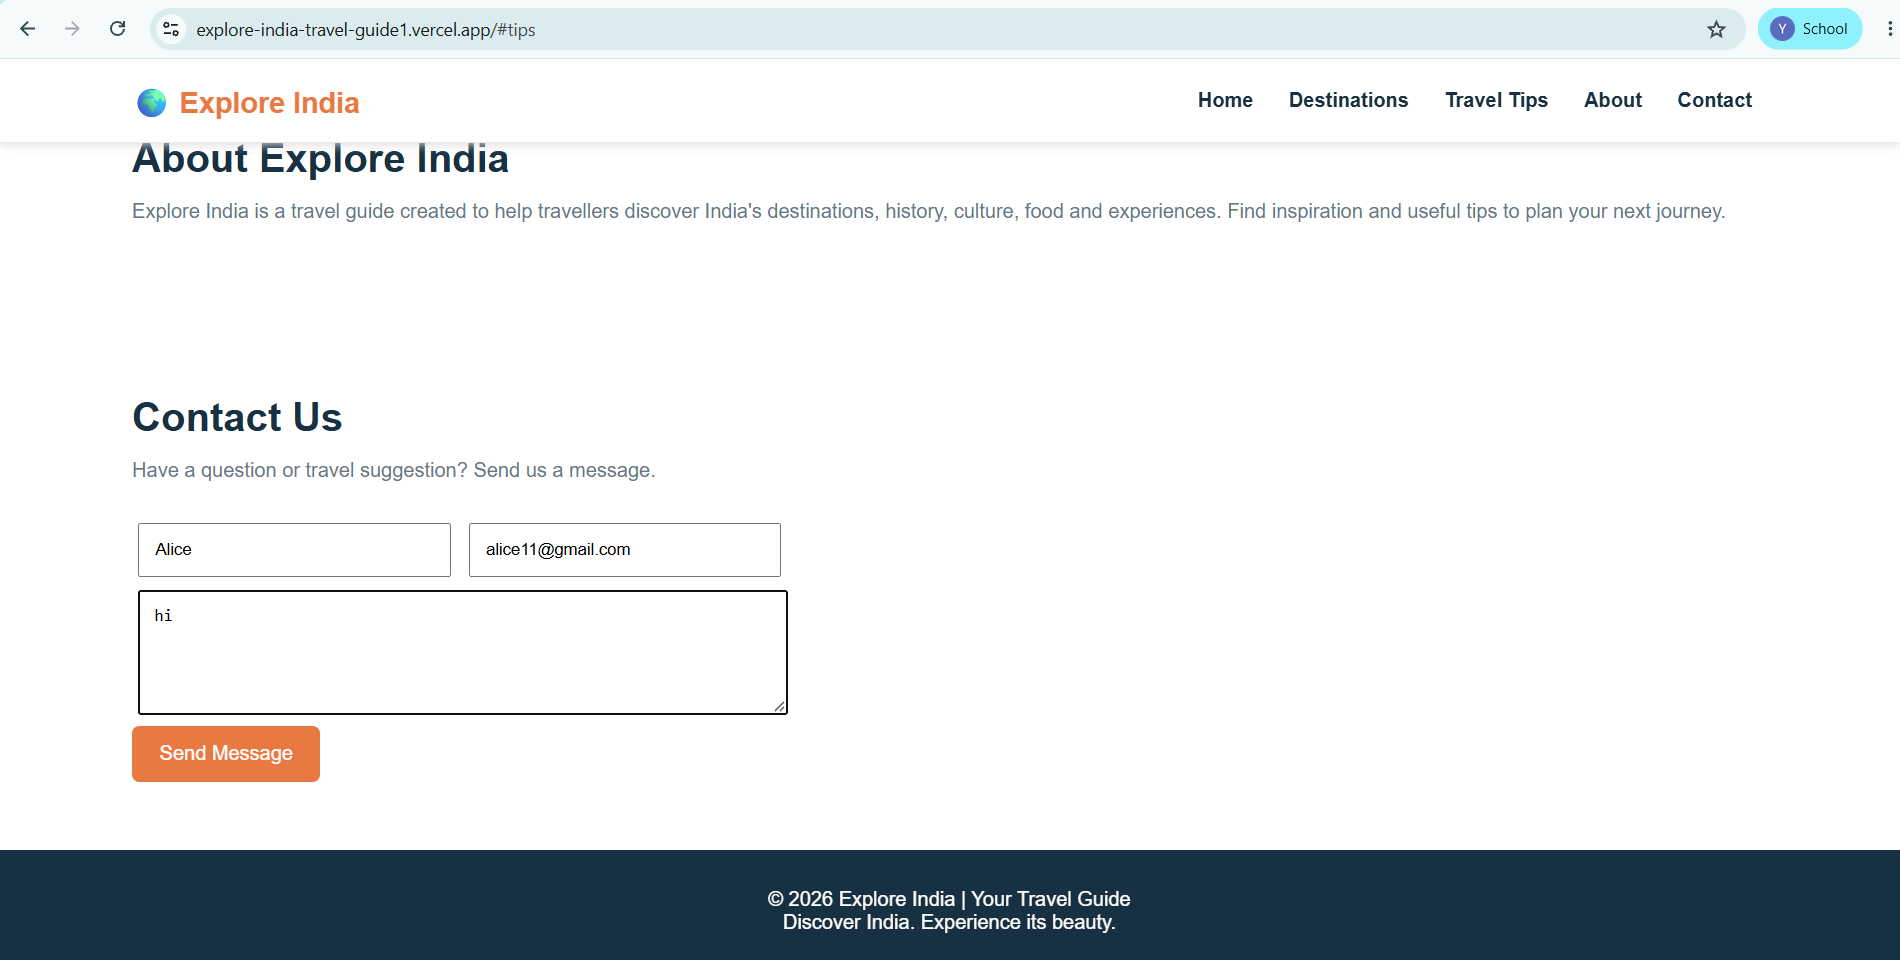 explore-india-travel-guide1.vercel.app/#tips
Y School
Explore India
Home Destinations Travel Tips About Contact
About Explore India
Explore India is a travel guide created to help travellers discover India's destinations, history, culture, food and experiences. Find inspiration and useful tips to plan your next journey.
Contact Us
Have a question or travel suggestion? Send us a message.
Alice alice11@gmail.com
hi
Send Message
© 2026 Explore India | Your Travel Guide
Discover India. Experience its beauty.